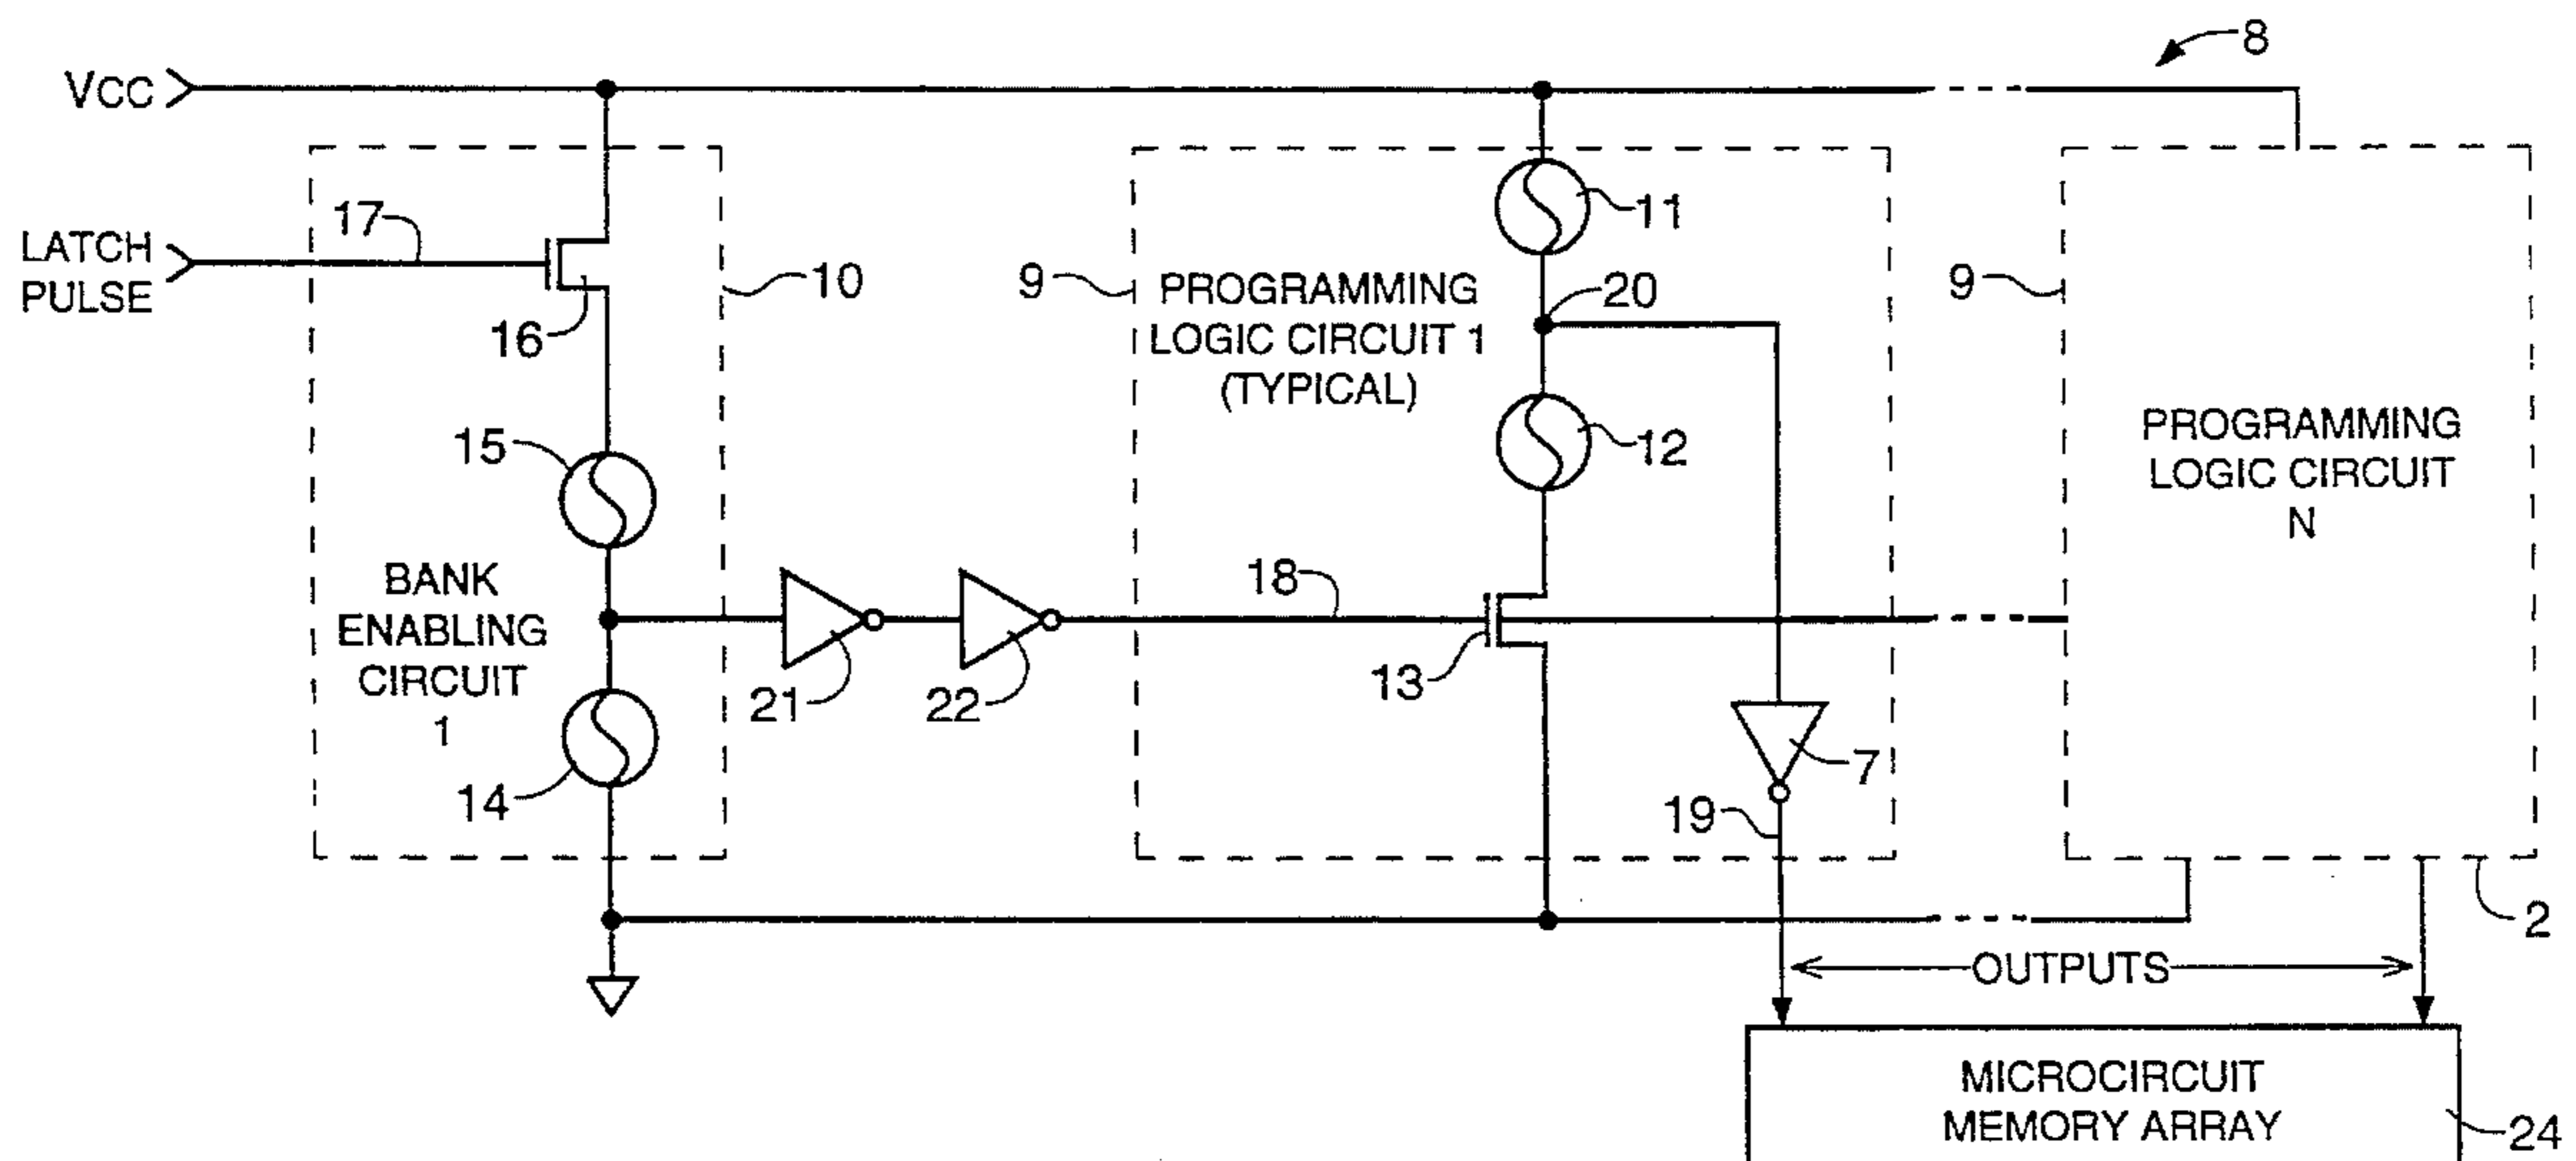 8
VCC
LATCH
PULSE
17
16
10
15
BANK
ENABLING
CIRCUIT
1
14
21
22
9
PROGRAMMING
LOGIC CIRCUIT 1
(TYPICAL)
11
20
12
18
13
7
19
9
PROGRAMMING
LOGIC CIRCUIT
N
2
OUTPUTS
MICROCIRCUIT
MEMORY ARRAY
24